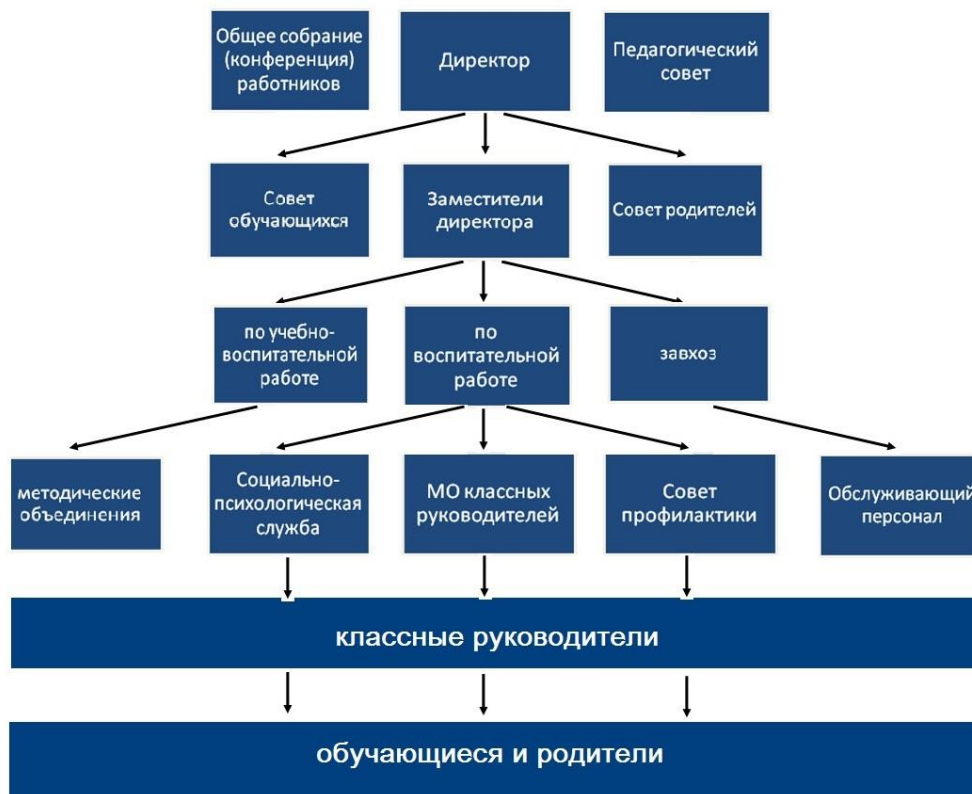 Общее собрание
(конференция)
работников
Директор
Педагогический
совет
Совет
обучающихся
Заместители
директора
Совет родителей
по учебно-
воспитательной
работе
по
воспитательной
работе
завхоз
методические
объединения
Социально-
психологическая
служба
МО классных
руководителей
Совет
профилактики
Обслуживающий
персонал
классные руководители
обучающиеся и родители